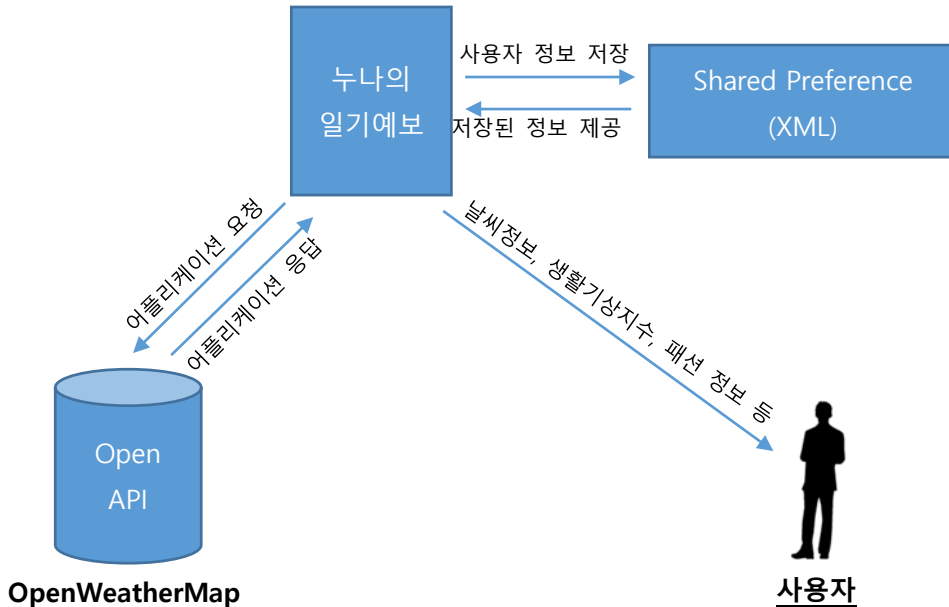 누나의
일기예보
사용자 정보 저장
저장된 정보 제공
Shared Preference
(XML)
어플리케이션 요청
어플리케이션 응답
날씨정보, 생활기상지수, 패션 정보 등
Open
API
OpenWeatherMap
사용자